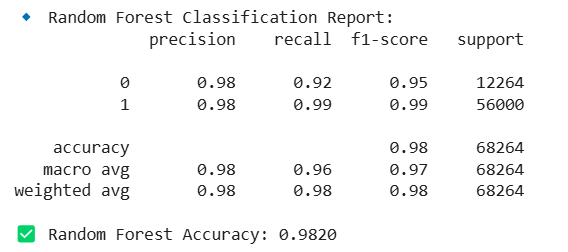 🔹 Random Forest Classification Report:
precision recall f1-score support
0 0.98 0.92 0.95 12264
1 0.98 0.99 0.99 56000
accuracy 0.98 68264
macro avg 0.98 0.96 0.97 68264
weighted avg 0.98 0.98 0.98 68264
✅ Random Forest Accuracy: 0.9820